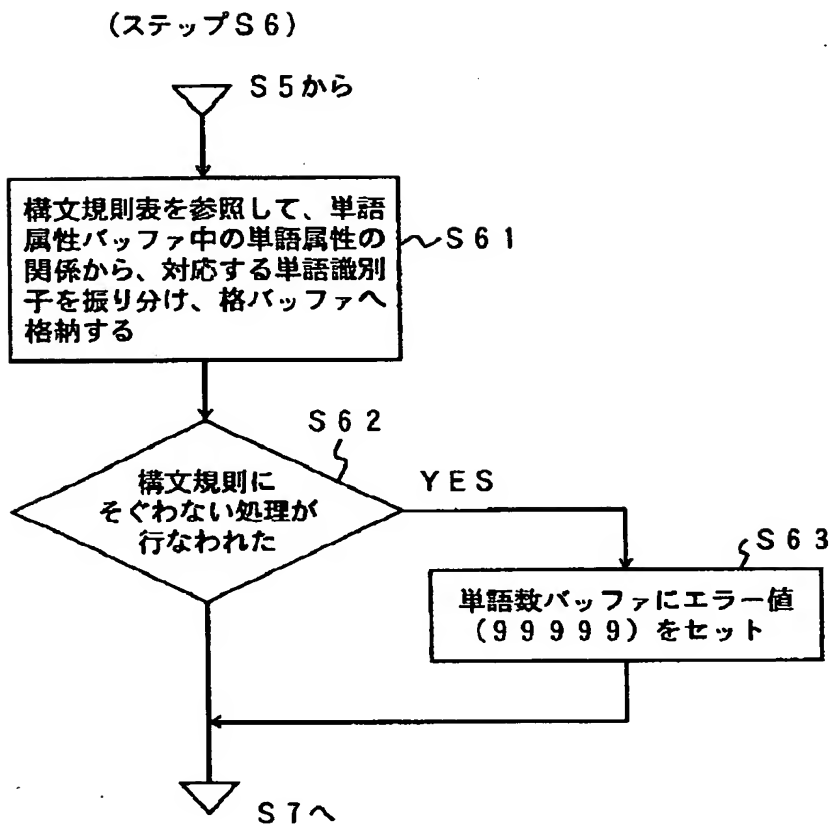 (ステップS6)
S5から
構文規則表を参照して、単語
属性バッファ中の単語属性の
関係から、対応する単語識別
子を振り分け、格バッファへ
格納する
S61
S62
構文規則に
そぐわない処理が
行なわれた
YES
S63
単語数バッファにエラー値
(99999)をセット
S7へ